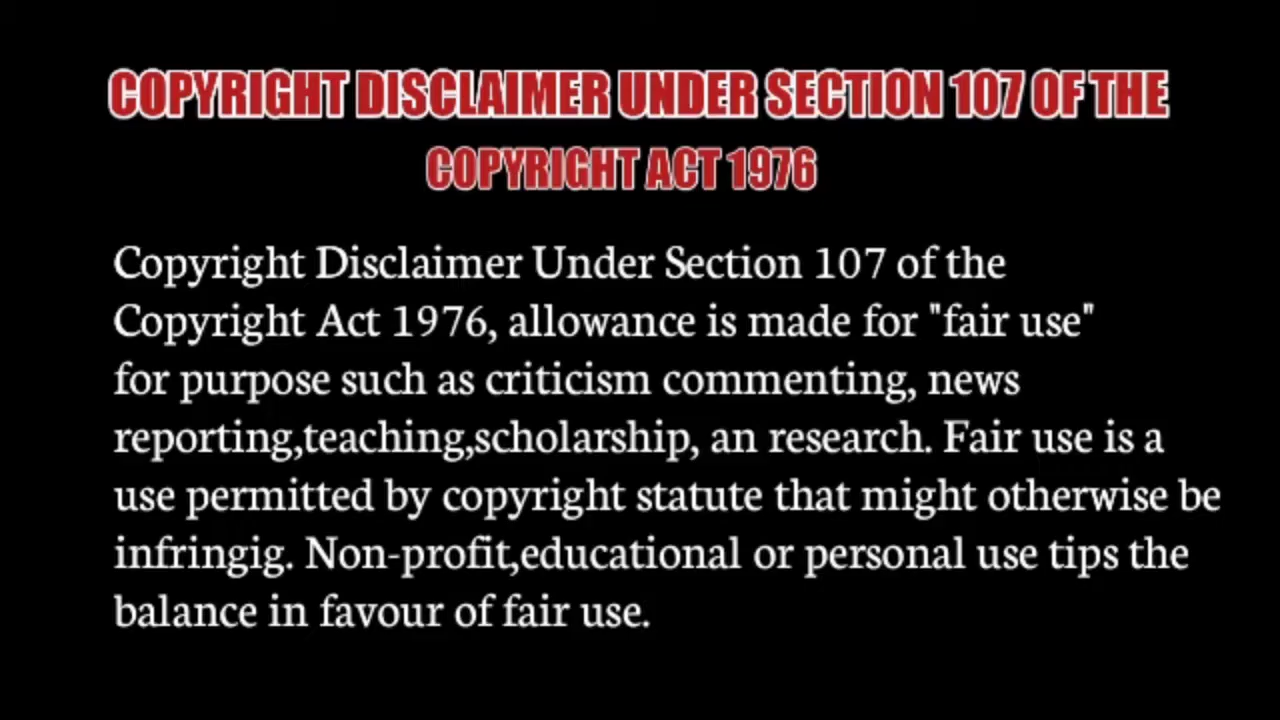 COPYRIGHT DISCLAIMER UNDER SECTION 107 OF THE
COPYRIGHT ACT 1976
Copyright Disclaimer Under Section 107 of the
Copyright Act 1976, allowance is made for "fair use"
for purpose such as criticism commenting, news
reporting,teaching,scholarship, an research. Fair use is a
use permitted by copyright statute that might otherwise be
infringig. Non-profit,educational or personal use tips the
balance in favour of fair use.